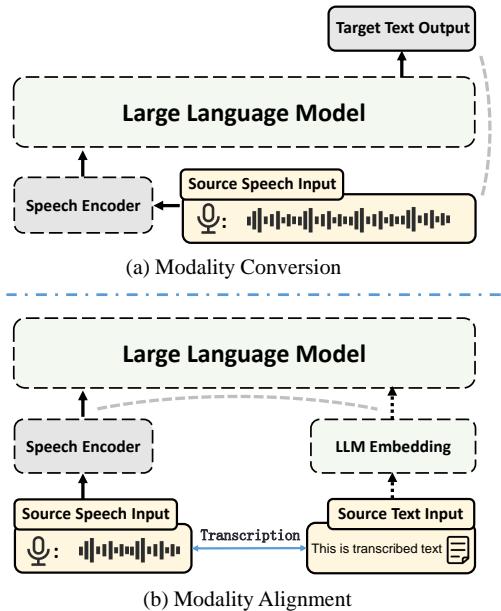 Target Text Output
Large Language Model
Source Speech Input
Speech Encoder
:
(a) Modality Conversion
Large Language Model
Speech Encoder
LLM Embedding
Source Speech Input
Source Text Input
Transcription
:
This is transcribed text
(b) Modality Alignment